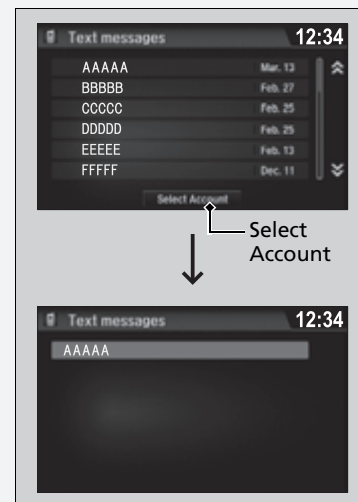 Text messages 12:34
AAAAA Mar. 13
BBBBB Feb. 27
CCCCC Feb. 25
DDDDD Feb. 25
EEEEE Feb. 13
FFFFF Dec. 11
Select Account
Select
Account
Text messages 12:34
AAAAA